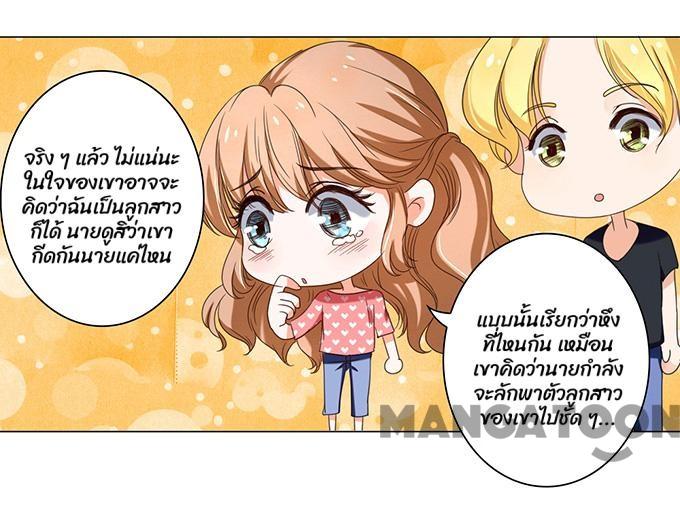 จริง ๆ แล้ว ไม่แน่นะ
ในใจของเขาอาจจะ
คิดว่าฉันเป็นลูกสาว
ก็ได้ นายดูสิว่าเขา
กีดกันนายแค่ไหน
แบบนั้นเรียกว่าหึง
ที่ไหนกัน เหมือน
เขาคิดว่านายกำลัง
จะลักพาตัวลูกสาว
ของเขาไปชัด ๆ...
MANGATOON